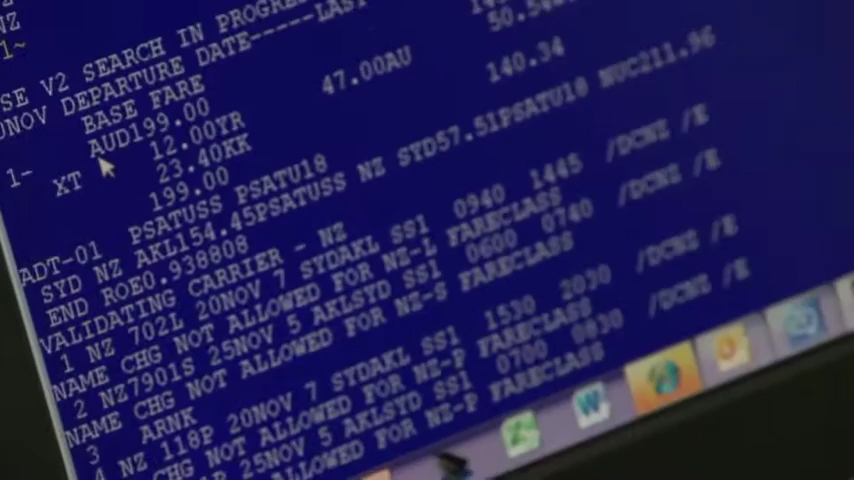 NZ
1~
SE V2 SEARCH IN PROGRE
NOV DEPARTURE DATE-----LAST
BASE FARE
1- AUD199.00 47.00AU
XT 12.00YR 140.34
23.40KK
199.00
ADT-01 PSATUSS PSATU18
SYD NZ AKL154.45PSATUSS NZ STD57.51PSATU18 NUC211.96
END ROE0.938808
VALIDATING CARRIER - NZ
1 NZ 702L 20NOV 7 SYDAKL SS1 0940 1445 /DCNZ /E
NAME CHG NOT ALLOWED FOR NZ-L FARECLASS
2 NZ7901S 25NOV 5 AKLSYD SS1 0600 0740 /DCNZ /E
NAME CHG NOT ALLOWED FOR NZ-S FARECLASS
3 ARNK
4 NZ 118P 20NOV 7 SYDAKL SS1 1530 2030 /DCNZ /E
CHG NOT ALLOWED FOR NZ-P FARECLASS
1P 25NOV 5 AKLSYD SS1 0700 0830 /DCNZ /E
ALLOWED FOR NZ-P FARECLASS